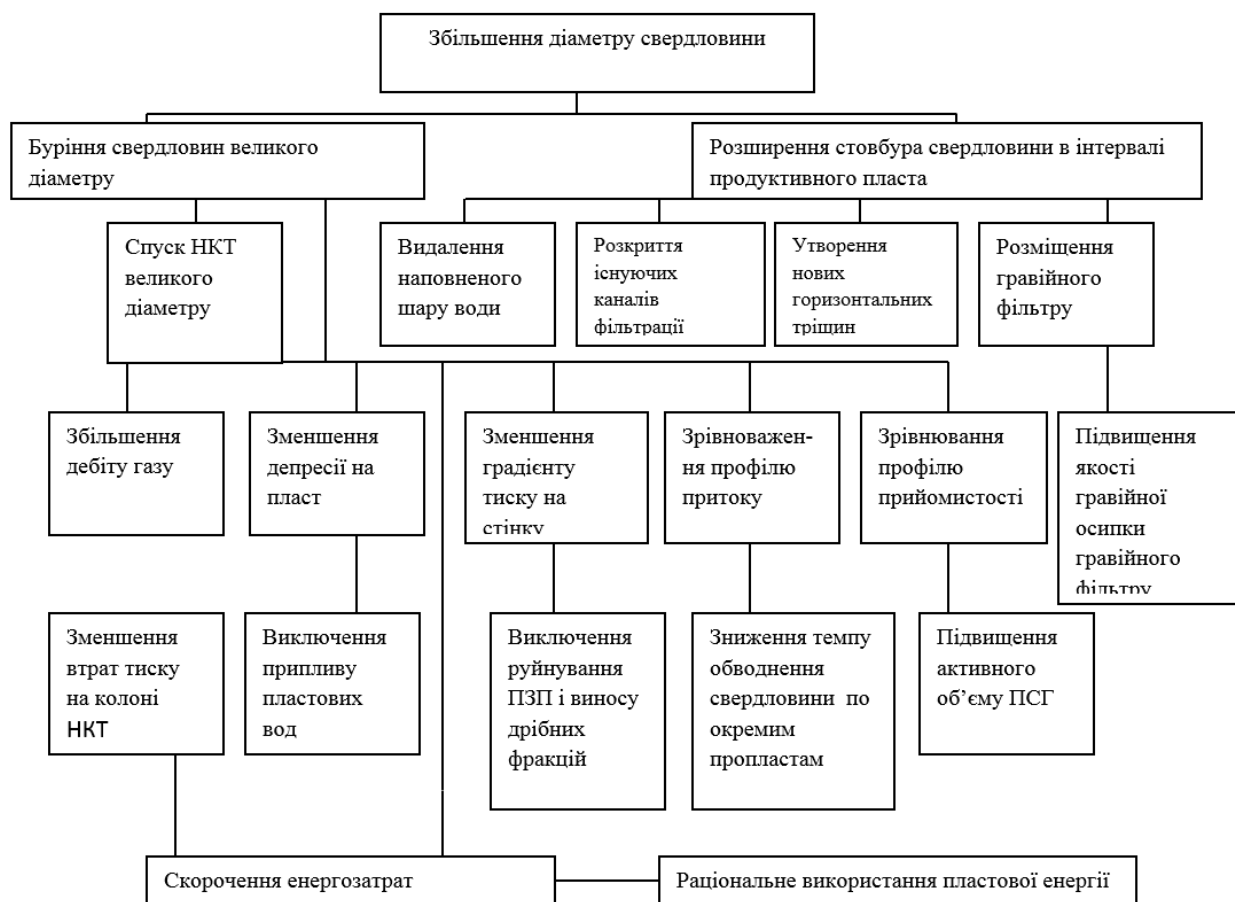 Збільшення діаметру свердловини
Буріння свердловин великого
діаметру
Розширення стовбура свердловини в інтервалі
продуктивного пласта
Спуск НКТ
великого
діаметру
Видалення
наповненого
шару води
Розкриття
існуючих
каналів
фільтрації
Утворення
нових
горизонтальних
тріщин
Розміщення
гравійного
фільтру
Збільшення
дебіту газу
Зменшення
депресії на
пласт
Зменшення
градієнту
тиску на
стінку
Зрівноважен-
ня профілю
притоку
Зрівнювання
профілю
прийомистості
Підвищення
якості
гравійної
осипки
гравійного
фільтру
Зменшення
втрат тиску
на колоні
НКТ
Виключення
припливу
пластових
вод
Виключення
руйнування
ПЗП і виносу
дрібних
фракцій
Зниження темпу
обводнення
свердловини по
окремим
пропластам
Підвищення
активного
об’єму ПСГ
Скорочення енергозатрат
Раціональне використання пластової енергії